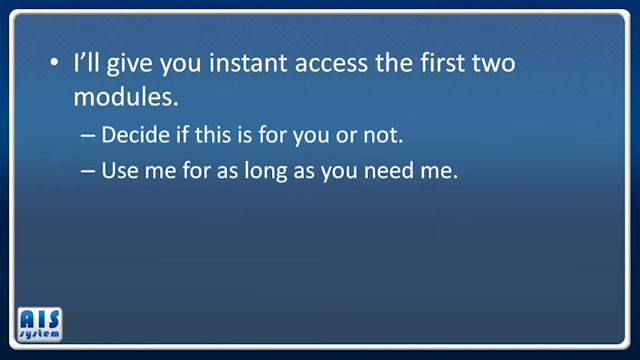 • I'll give you instant access the first two
modules.
– Decide if this is for you or not.
– Use me for as long as you need me.
AIS
system